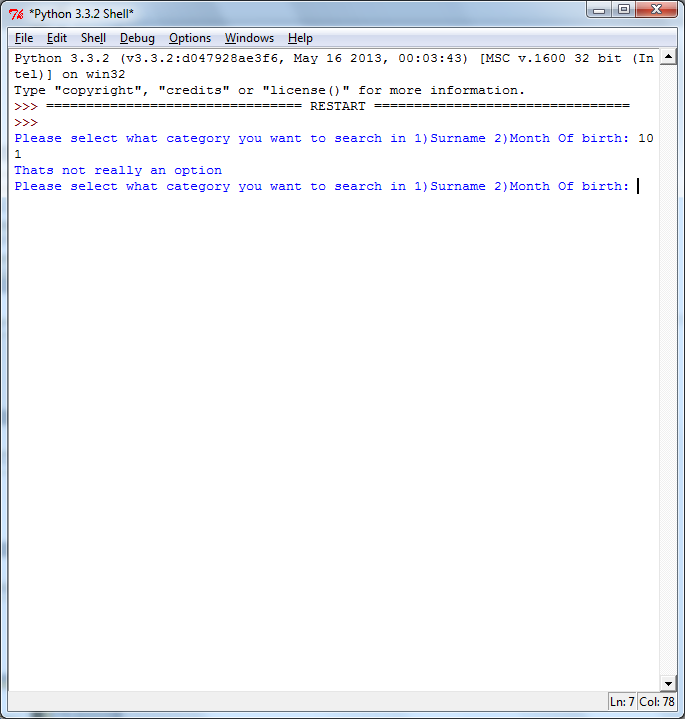 *Python 3.3.2 Shell*
File Edit Shell Debug Options Windows Help
Python 3.3.2 (v3.3.2:d047928ae3f6, May 16 2013, 00:03:43) [MSC v.1600 32 bit (In
tel)] on win32
Type "copyright", "credits" or "license()" for more information.
>>> ================================ RESTART ================================
>>>
Please select what category you want to search in 1)Surname 2)Month Of birth: 10
1
Thats not really an option
Please select what category you want to search in 1)Surname 2)Month Of birth:
Ln: 7 Col: 78